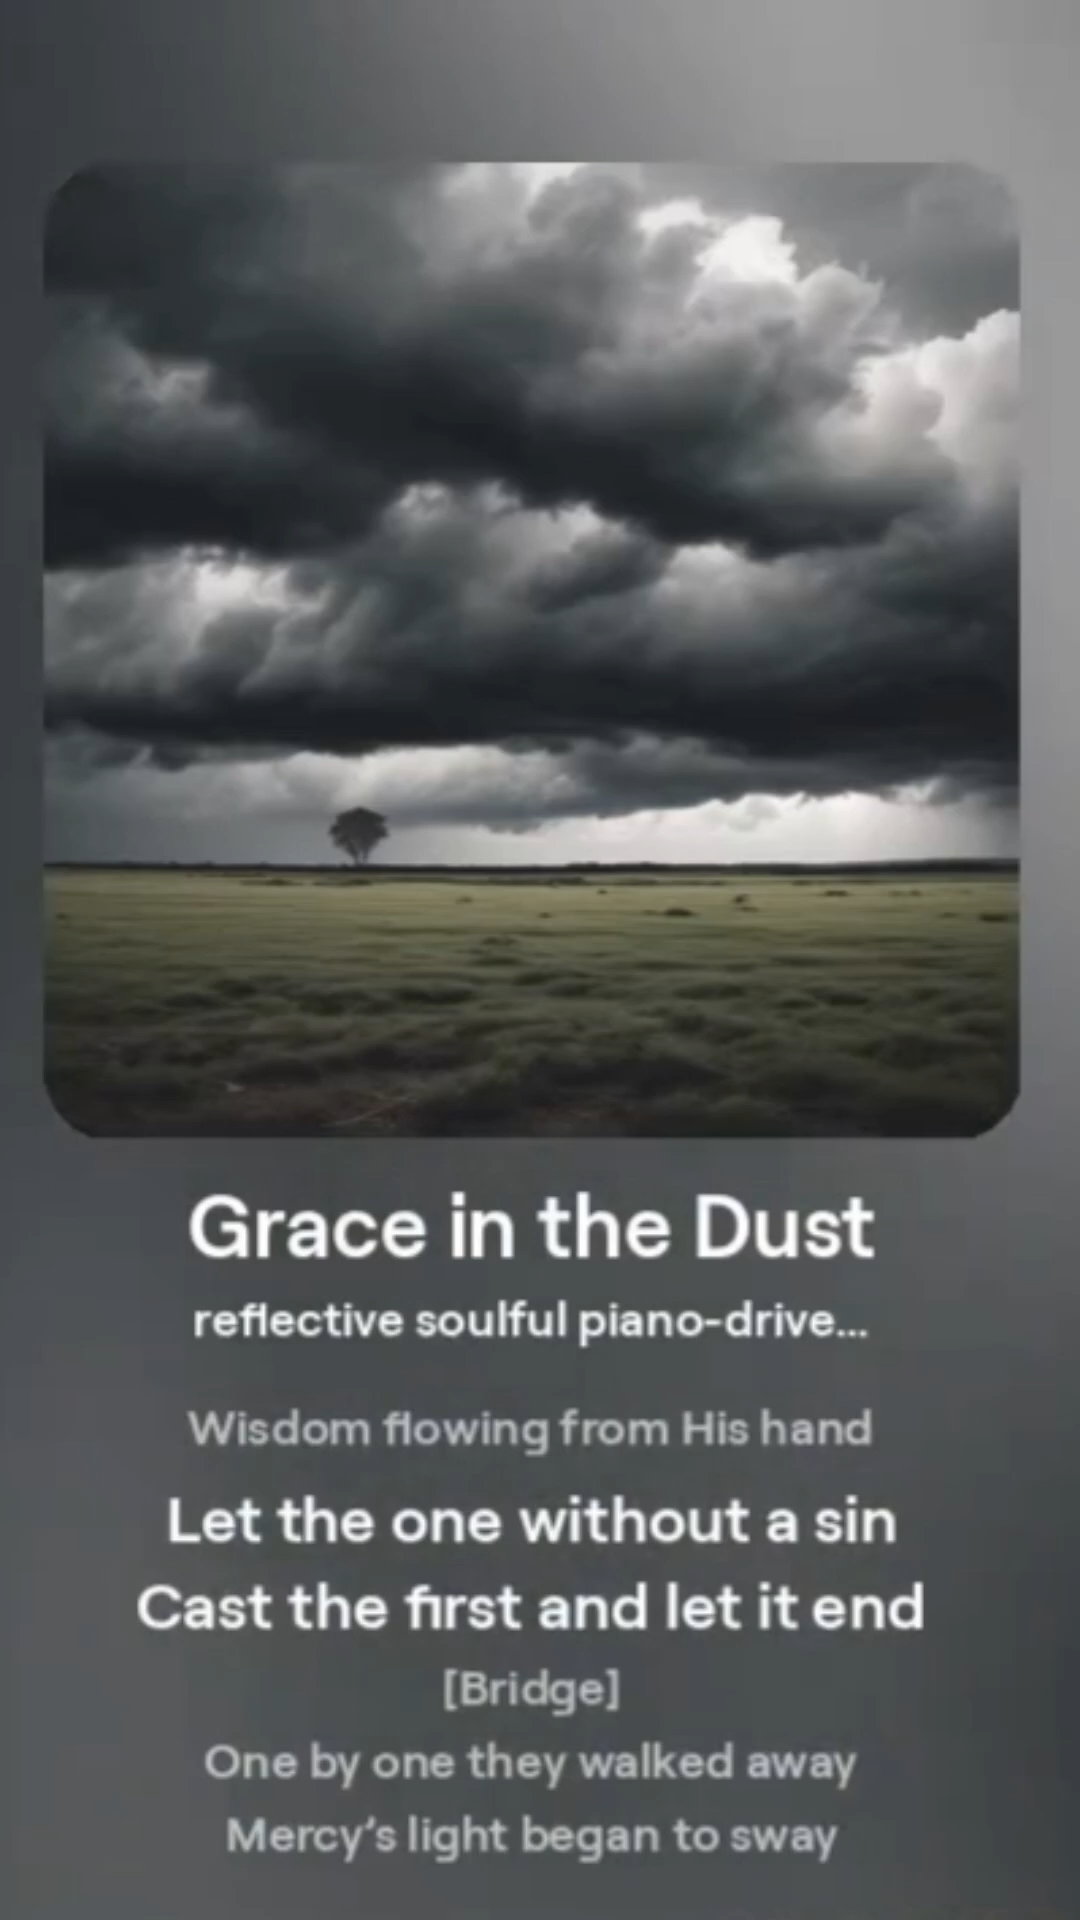 Grace in the Dust
reflective soulful piano-drive...
Wisdom flowing from His hand
Let the one without a sin
Cast the first and let it end
[Bridge]
One by one they walked away
Mercy's light began to sway